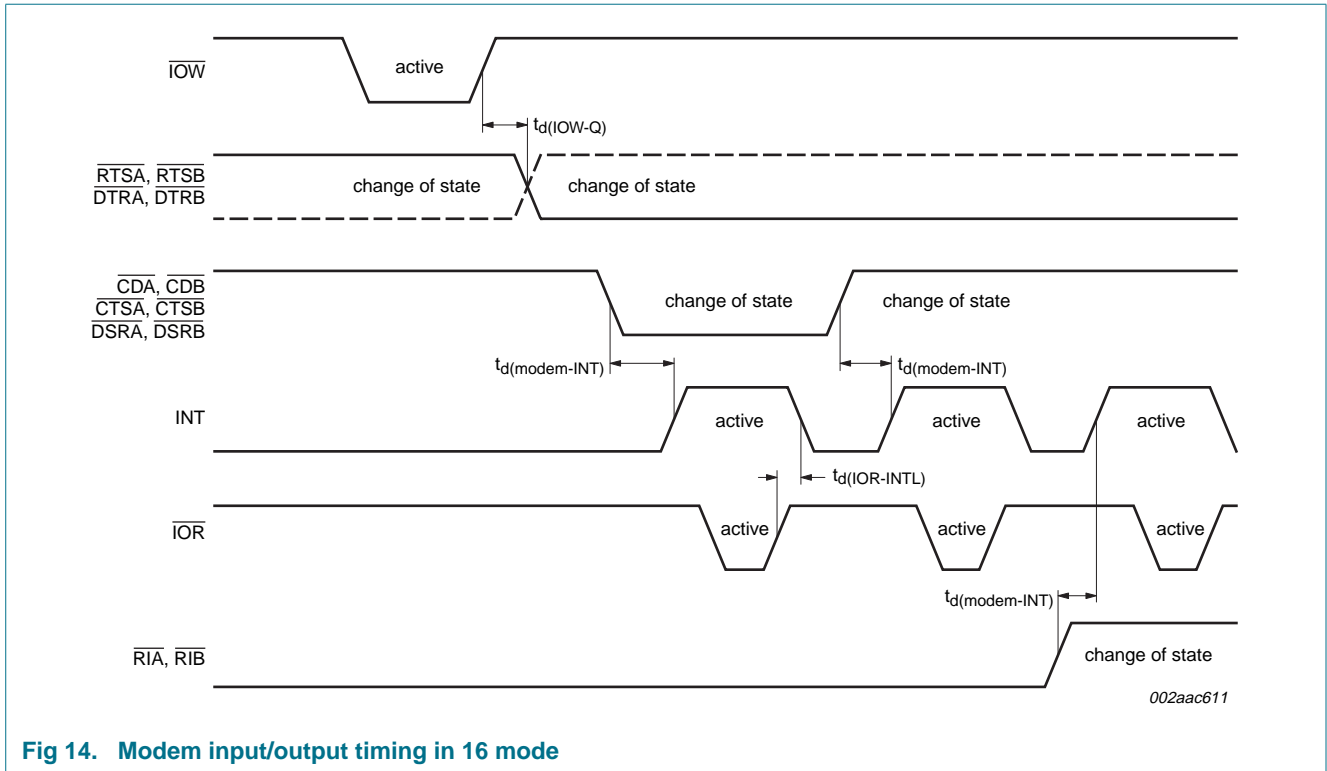 IOW
active
td(IOW-Q)
RTSA, RTSB
DTRA, DTRB
change of state
change of state
CDA, CDB
CTSA, CTSB
DSRA, DSRB
change of state
change of state
td(modem-INT)
td(modem-INT)
INT
active
active
active
td(IOR-INTL)
IOR
active
active
active
td(modem-INT)
RIA, RIB
change of state
002aac611
Fig 14. Modem input/output timing in 16 mode